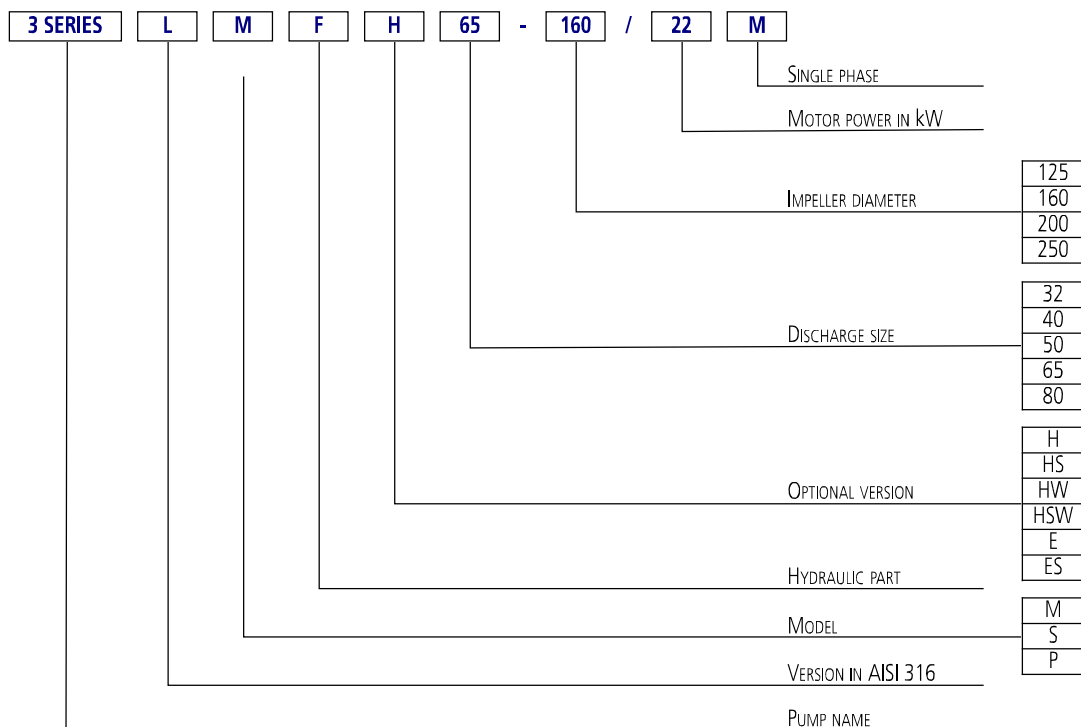 3 SERIES L M F H 65 - 160 / 22 M
SINGLE PHASE
MOTOR POWER IN kW
125
IMPELLER DIAMETER 160
200
250
32
40
DISCHARGE SIZE 50
65
80
H
HS
OPTIONAL VERSION HW
HSW
E
ES
HYDRAULIC PART
M
MODEL S
P
VERSION IN AISI 316
PUMP NAME